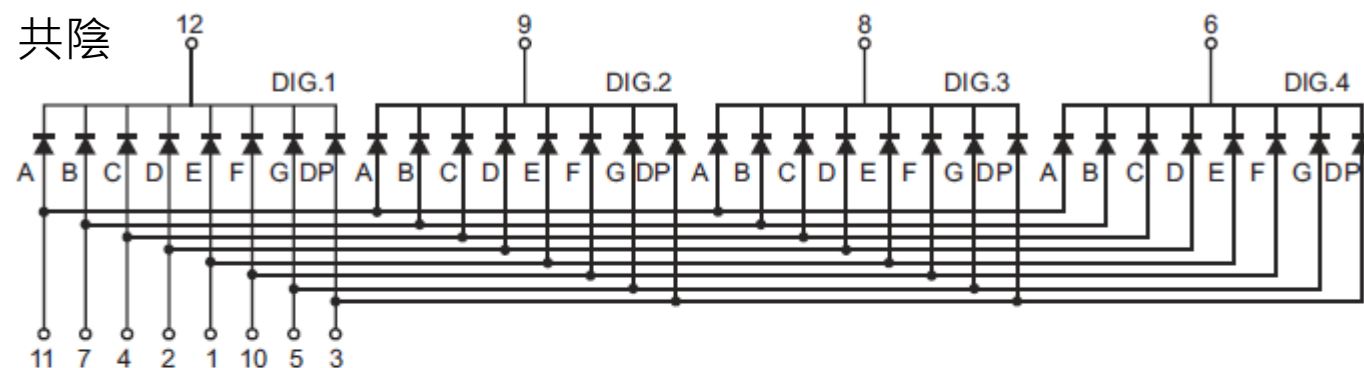 共陰
12 9 8 6
DIG.1 DIG.2 DIG.3 DIG.4
A B C D E F G DP A B C D E F G DP A B C D E F G DP A B C D E F G DP
11 7 4 2 1 10 5 3